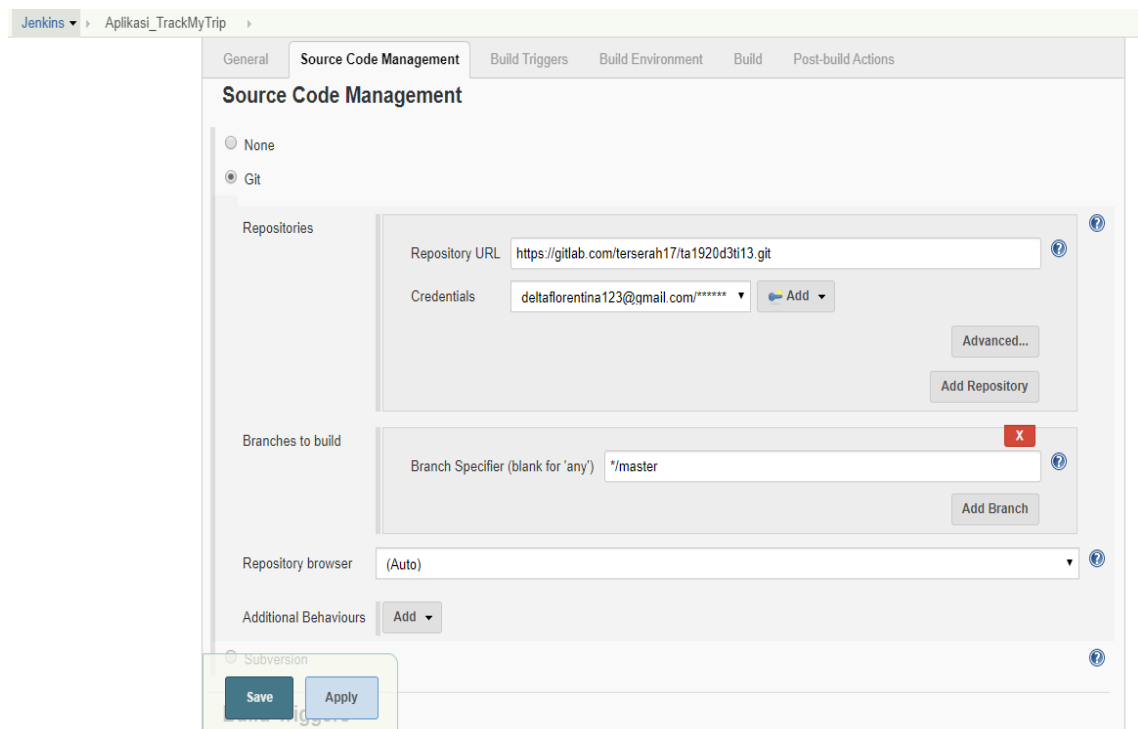 Jenkins Aplikasi_TrackMyTrip
General Source Code Management Build Triggers Build Environment Build Post-build Actions
Source Code Management
None
Git
Repositories
Repository URL https://gitlab.com/terserah17/ta1920d3ti13.git
Credentials deltaflorentina123@gmail.com/****** Add
Advanced...
Add Repository
Branches to build
X
Branch Specifier (blank for 'any') */master
Add Branch
Repository browser (Auto)
Additional Behaviours Add
Subversion
Save Apply
Build Triggers